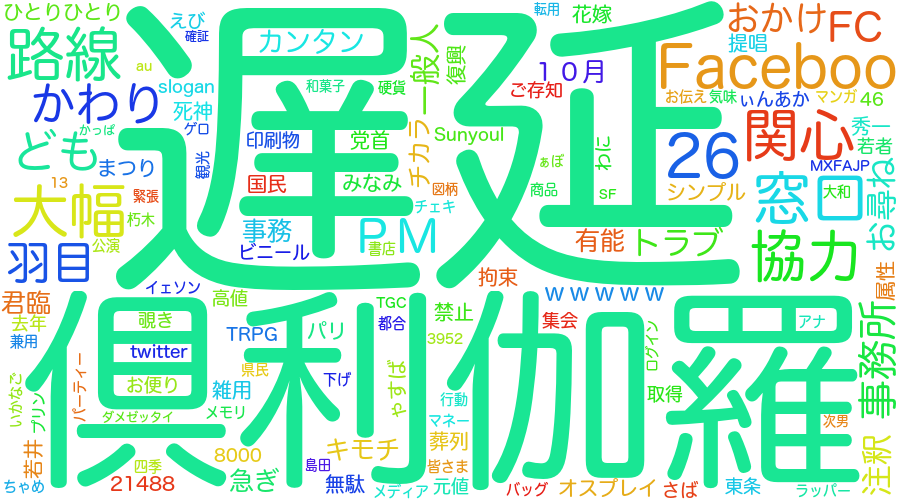 遅延
倶利伽羅
ひとりひとり
えび
確証
路線
カンタン
一般人
復興
転用
花嫁
おかけ
FC
提唱
au
slogan
和菓子
硬貨
10月
Faceboo
かわり
死神
ご存知
お伝え
気味
マンガ
46
ぃんあか
かっぱ
ゲロ
ども
印刷物
党首
チカラ
Sunyoul
26
関心
秀一
若者
まつり
観光
ぁぼ
わに
MXFAJP
13
緊張
国民
みなみ
図柄
商品
SF
シンプル
窓口
大和
お尋ね
大幅
朽木
チェキ
事務
PM
書店
有能
トラブ
協力
羽目
公演
ビニール
拘束
属性
君臨
イェソン
高値
wwwww
去年
覗き
TRPG
パリ
TGC
都合
禁止
集会
アナ
兼用
twitter
3952
ログイン
事務所
お便り
県民
下げ
やすば
いかなご
プリン
パーティー
雑用
行動
取得
ダメゼッタイ
メモリ
マネー
次男
若井
四季
8000
キモチ
葬列
注釈
21488
急ぎ
島田
無駄
皆さま
元値
オスプレイ
さば
東条
ちゃめ
メディア
バッグ
ラッパー